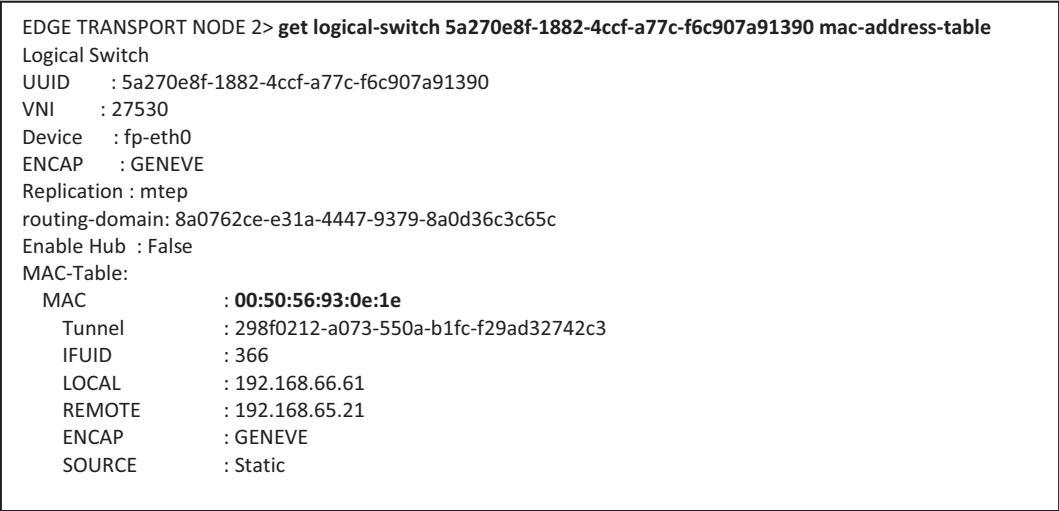 EDGE TRANSPORT NODE 2> get logical-switch 5a270e8f-1882-4ccf-a77c-f6c907a91390 mac-address-table
Logical Switch
UUID : 5a270e8f-1882-4ccf-a77c-f6c907a91390
VNI : 27530
Device : fp-eth0
ENCAP : GENEVE
Replication : mtep
routing-domain: 8a0762ce-e31a-4447-9379-8a0d36c3c65c
Enable Hub : False
MAC-Table:
MAC : 00:50:56:93:0e:1e
Tunnel : 298f0212-a073-550a-b1fc-f29ad32742c3
IFUID : 366
LOCAL : 192.168.66.61
REMOTE : 192.168.65.21
ENCAP : GENEVE
SOURCE : Static